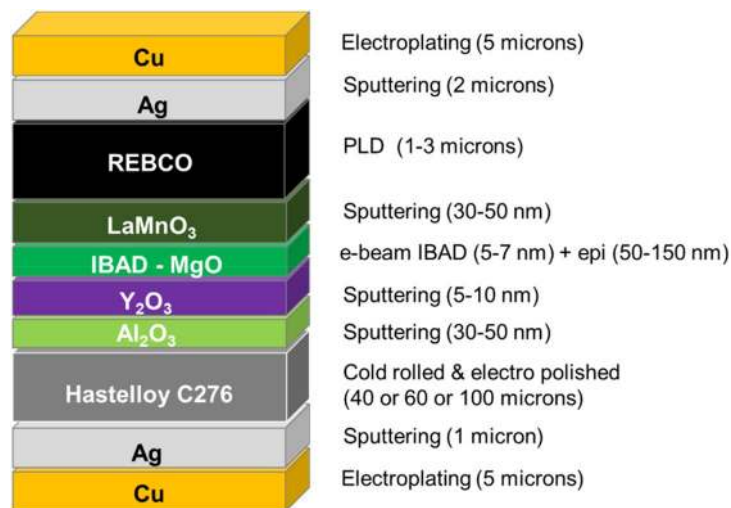 Cu
Electroplating (5 microns)
Ag
Sputtering (2 microns)
REBCO
PLD (1-3 microns)
LaMnO₃
Sputtering (30-50 nm)
IBAD - MgO
e-beam IBAD (5-7 nm) + epi (50-150 nm)
Y₂O₃
Sputtering (5-10 nm)
Al₂O₃
Sputtering (30-50 nm)
Hastelloy C276
Cold rolled & electro polished
(40 or 60 or 100 microns)
Ag
Sputtering (1 micron)
Cu
Electroplating (5 microns)